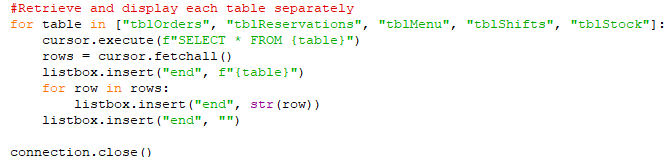 #Retrieve and display each table separately
for table in ["tblOrders", "tblReservations", "tblMenu", "tblShifts", "tblStock"]:
    cursor.execute(f"SELECT * FROM {table}")
    rows = cursor.fetchall()
    listbox.insert("end", f"{table}")
    for row in rows:
        listbox.insert("end", str(row))
    listbox.insert("end", "")

connection.close()